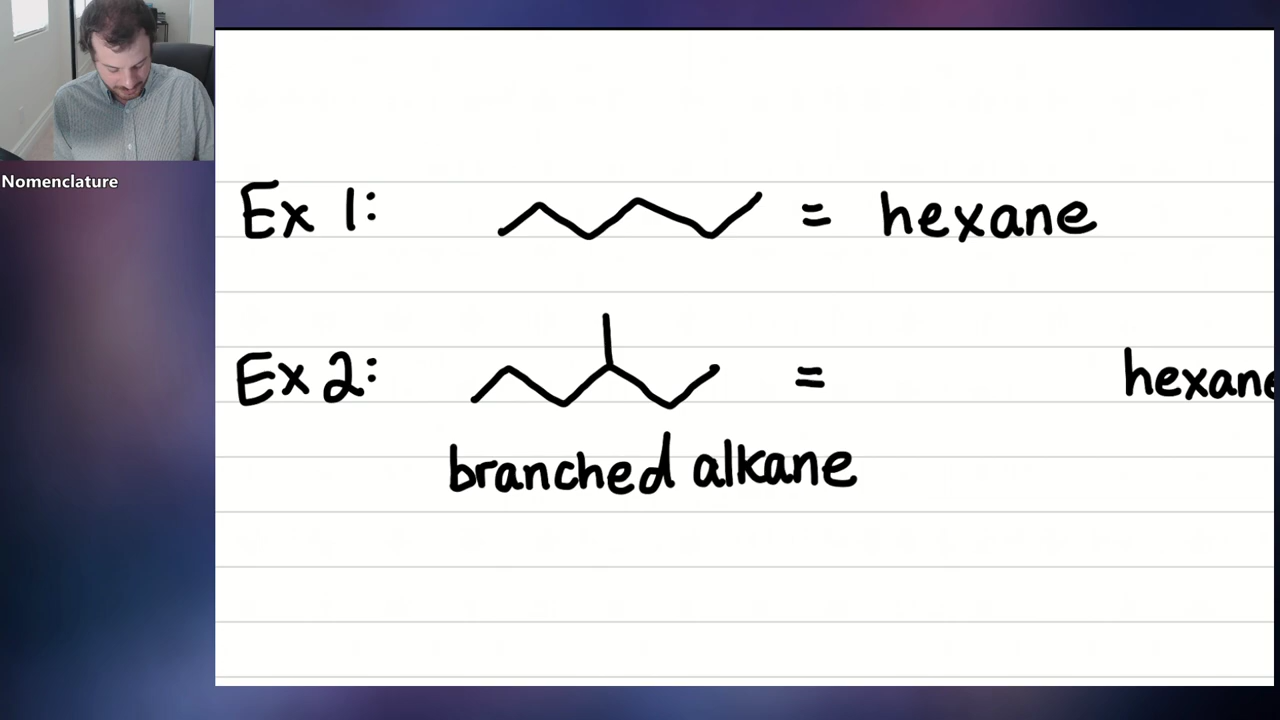 Nomenclature
Ex 1: = hexane
Ex 2: = hexane
branched alkane